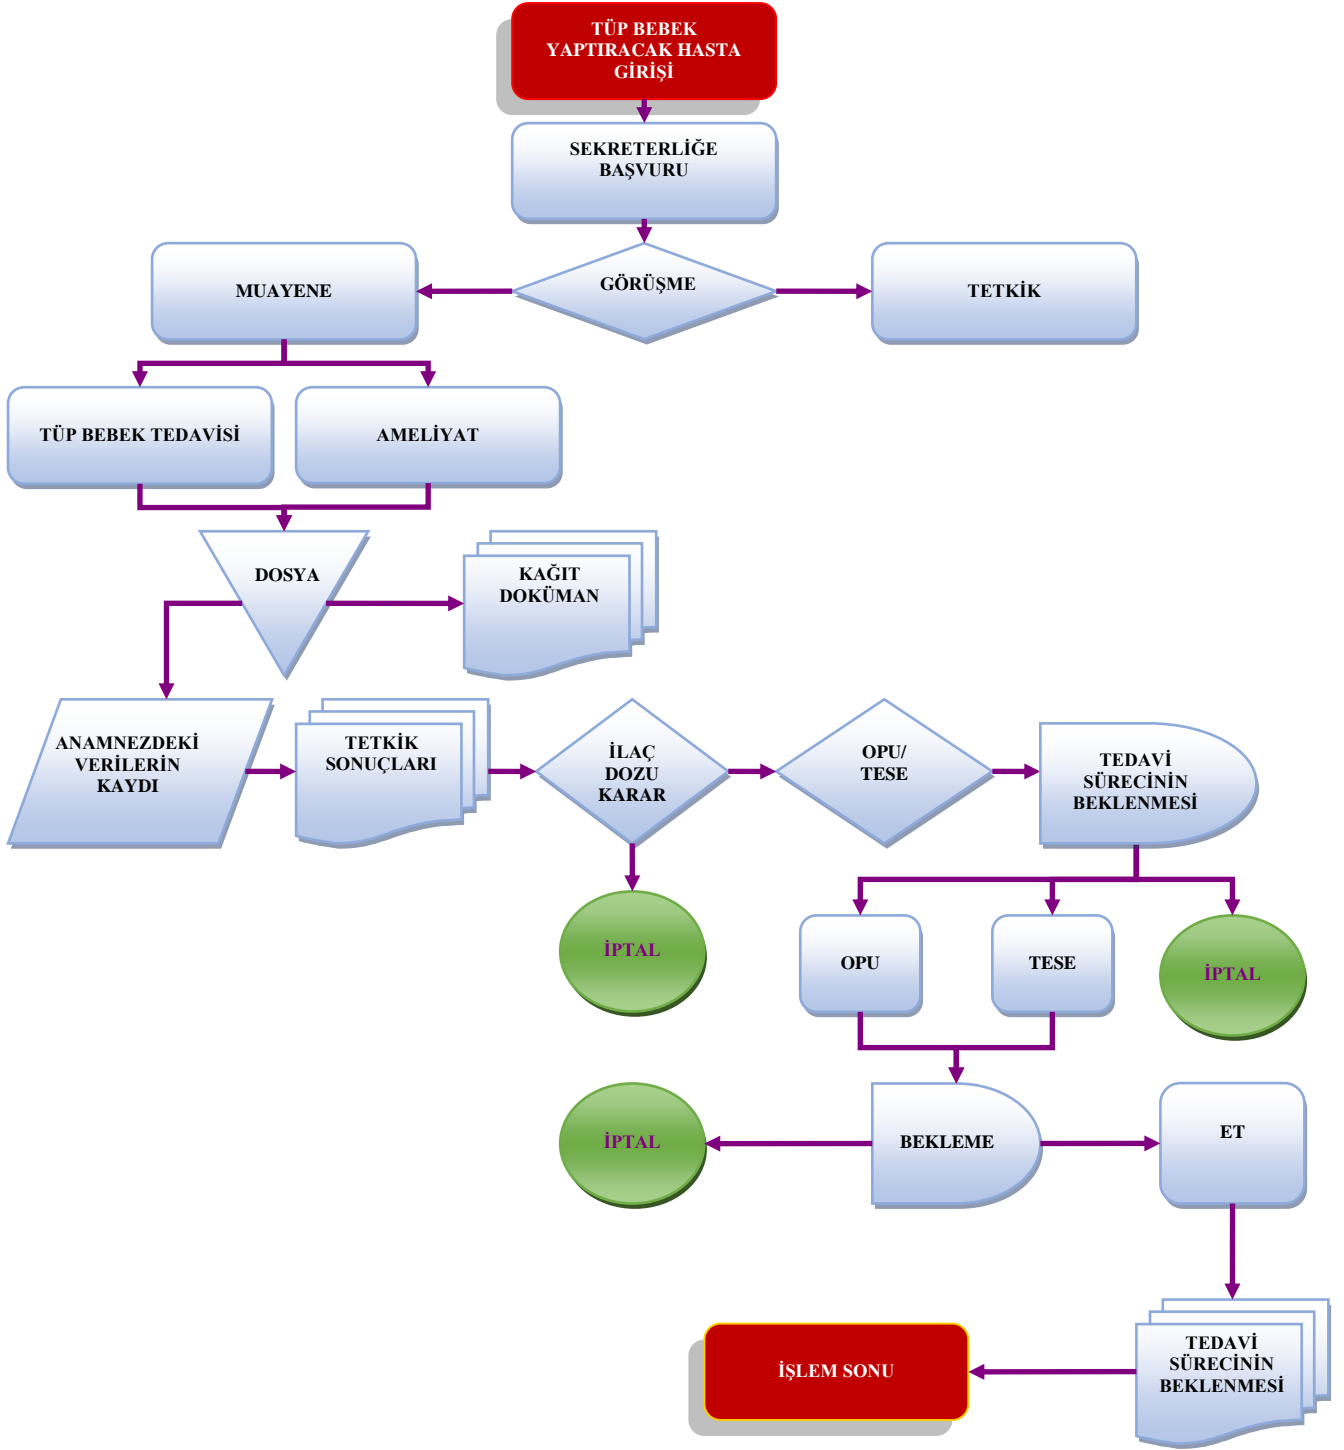 TÜP BEBEK
YAPTIRACAK HASTA
GİRİŞİ
SEKRETERLİĞE
BAŞVURU
MUAYENE
GÖRÜŞME
TETKİK
TÜP BEBEK TEDAVİSİ
AMELİYAT
DOSYA
KAĞIT
DOKÜMAN
ANAMNEZDEKİ
VERİLERİN
KAYDI
TETKİK
SONUÇLARI
İLAÇ
DOZU
KARAR
OPU/
TESE
TEDAVİ
SÜRECİNİN
BEKLENMESİ
İPTAL
OPU
TESE
İPTAL
İPTAL
BEKLEME
ET
İŞLEM SONU
TEDAVİ
SÜRECİNİN
BEKLENMESİ